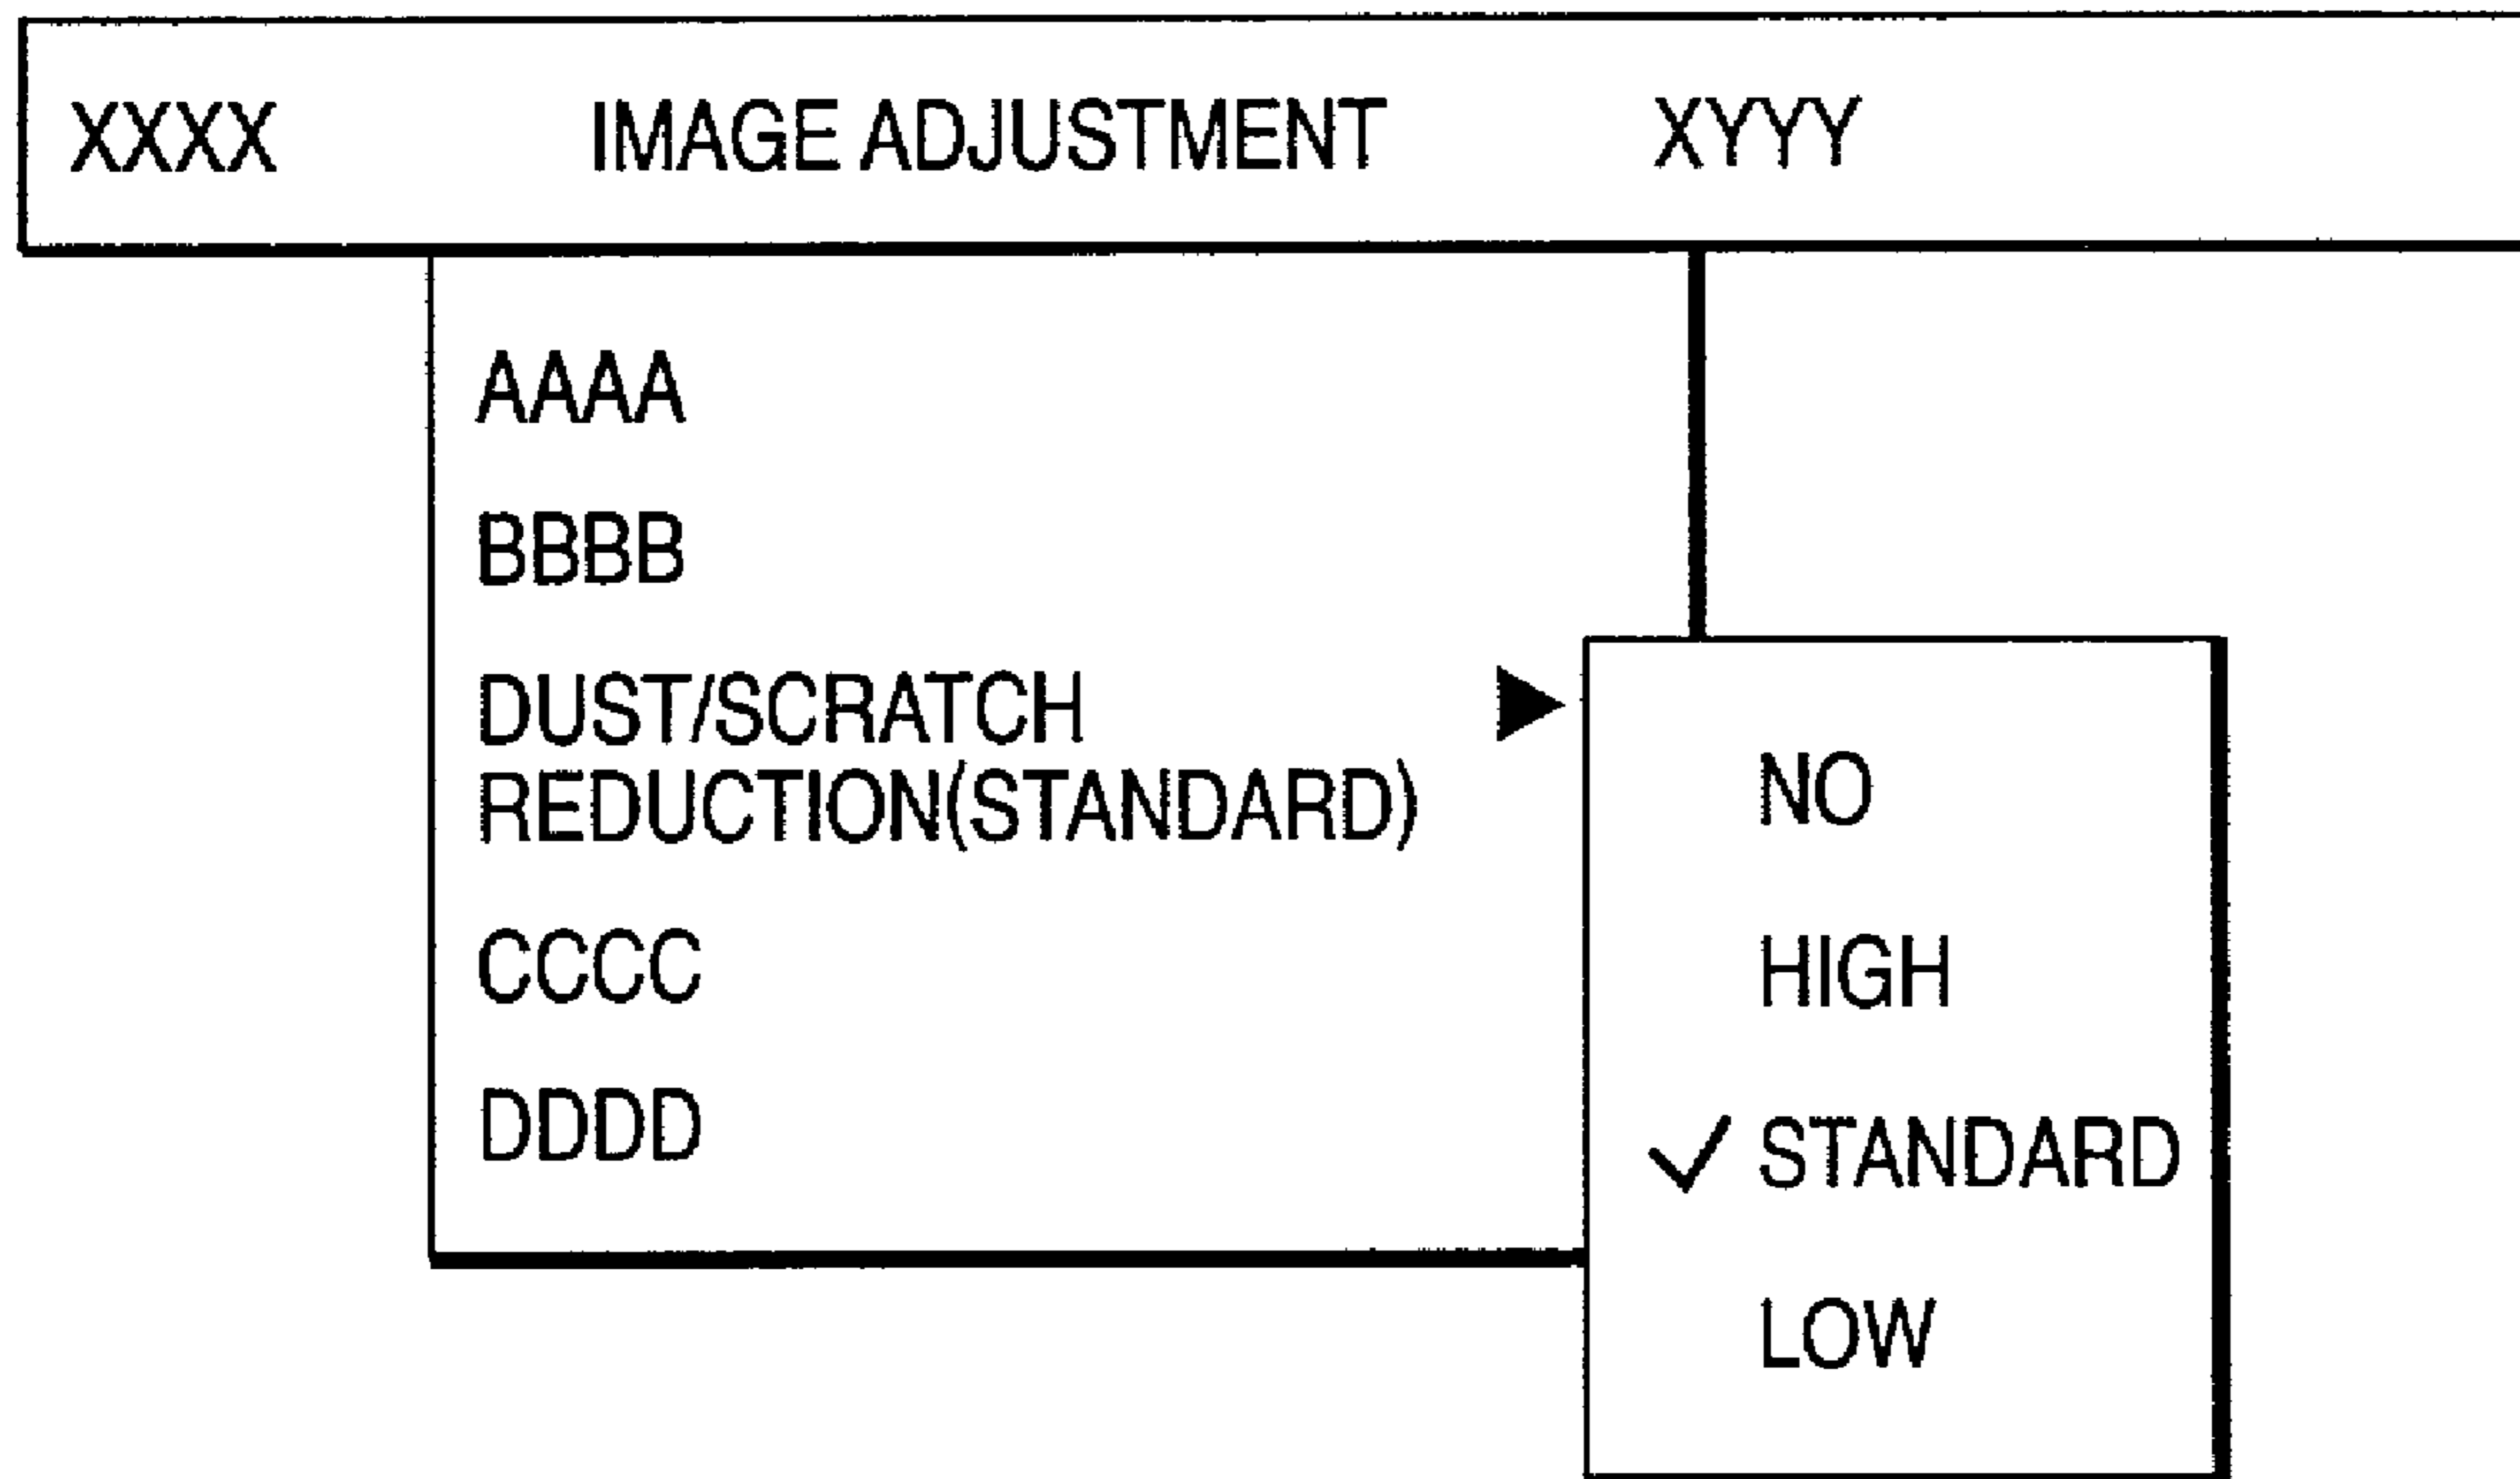 XXXX IMAGE ADJUSTMENT XYYY
AAAA
BBBB
DUST/SCRATCH
REDUCTION(STANDARD)
CCCC
DDDD
NO
HIGH
✓ STANDARD
LOW